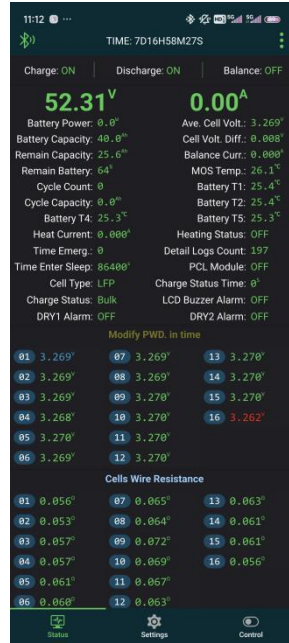 11:12
TIME: 7D16H58M27S
Charge: ON Discharge: ON Balance: OFF
52.31V 0.00A
Battery Power: 0.0W Ave. Cell Volt.: 3.269V
Battery Capacity: 40.0Ah Cell Volt. Diff.: 0.008V
Remain Capacity: 25.6Ah Balance Curr.: 0.000A
Remain Battery: 64% MOS Temp.: 26.1℃
Cycle Count: 0 Battery T1: 25.4℃
Cycle Capacity: 0.0Ah Battery T2: 25.4℃
Battery T4: 25.3℃ Battery T5: 25.3℃
Heat Current: 0.000A Heating Status: OFF
Time Emerg.: 0 Detail Logs Count: 197
Time Enter Sleep: 86400S PCL Module: OFF
Cell Type: LFP Charge Status Time: 0S
Charge Status: Bulk LCD Buzzer Alarm: OFF
DRY1 Alarm: OFF DRY2 Alarm: OFF
Modify PWD. in time
01 3.269V 07 3.269V 13 3.270V
02 3.269V 08 3.269V 14 3.270V
03 3.269V 09 3.270V 15 3.270V
04 3.268V 10 3.270V 16 3.262V
05 3.270V 11 3.270V
06 3.269V 12 3.270V
Cells Wire Resistance
01 0.056Ω 07 0.065Ω 13 0.063Ω
02 0.053Ω 08 0.064Ω 14 0.061Ω
03 0.057Ω 09 0.072Ω 15 0.061Ω
04 0.057Ω 10 0.069Ω 16 0.056Ω
05 0.061Ω 11 0.067Ω
06 0.060Ω 12 0.063Ω
Status Settings Control